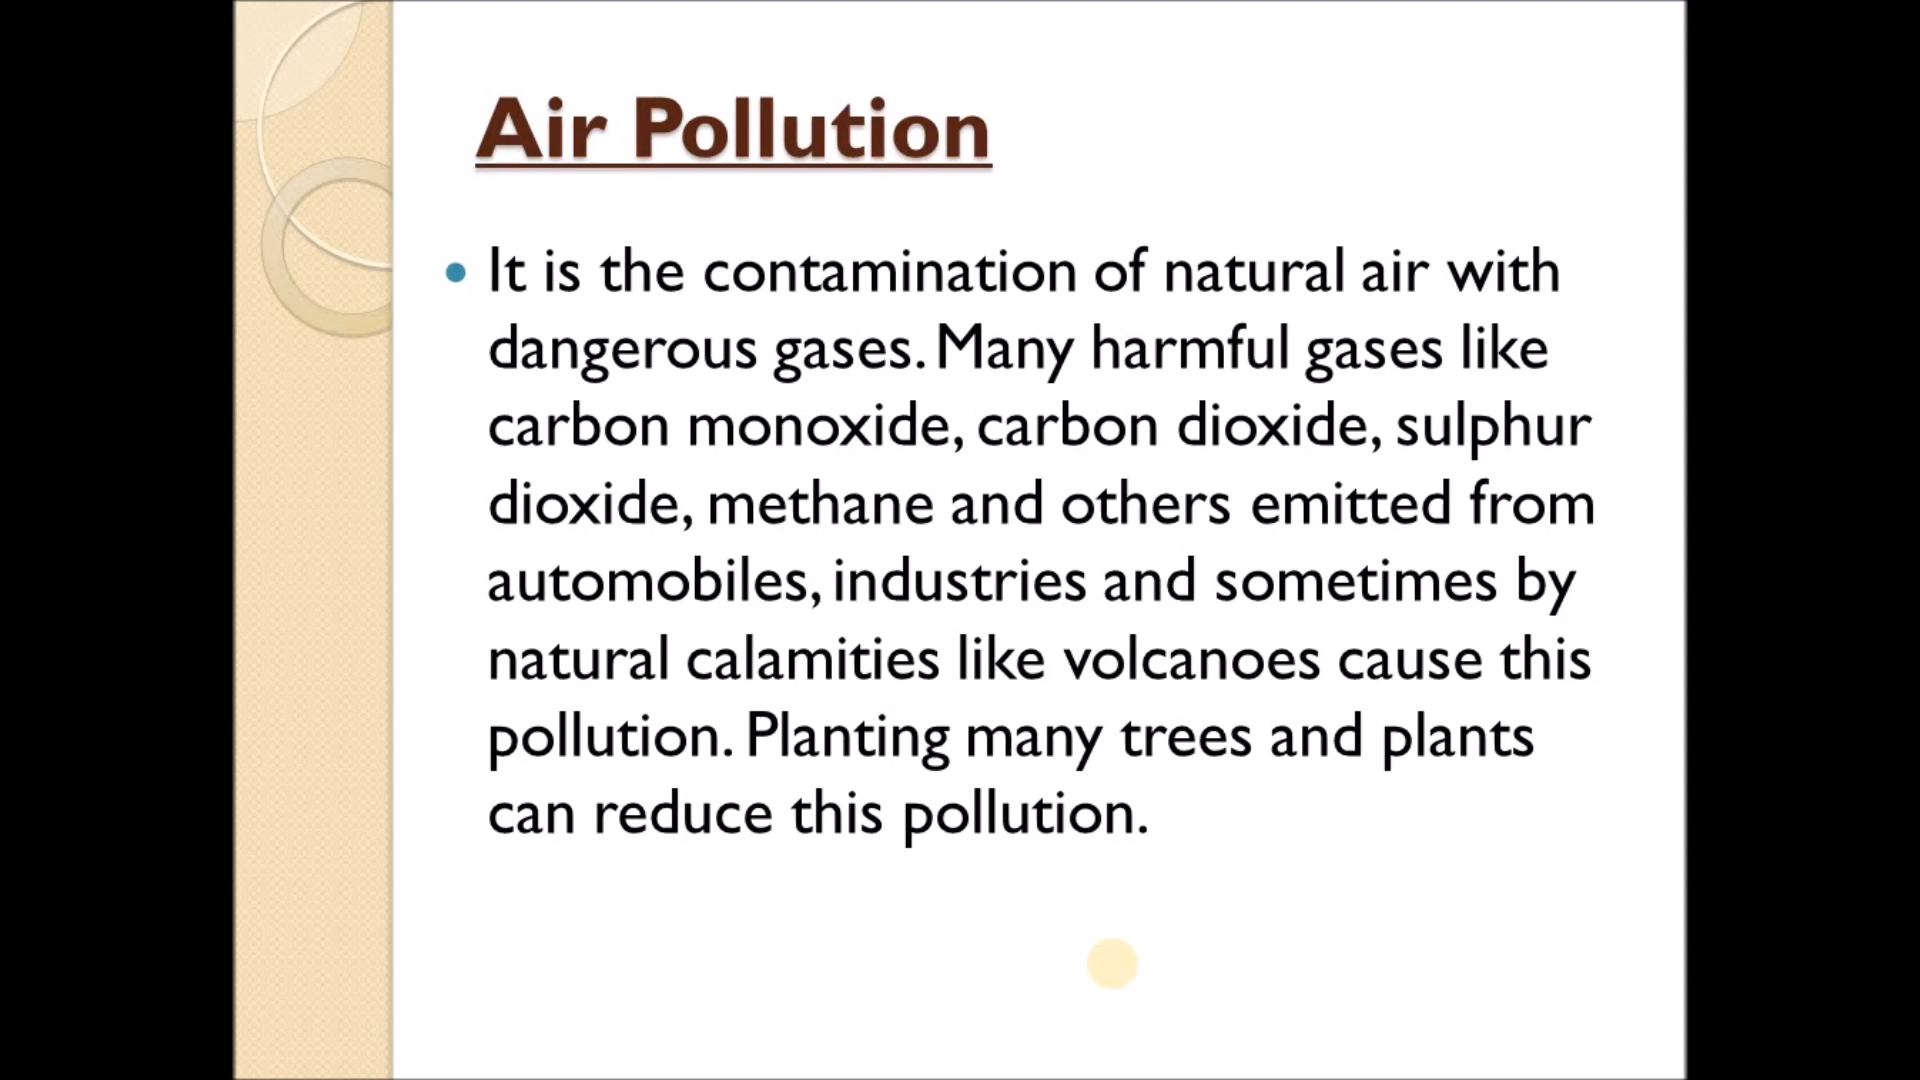 Air Pollution
It is the contamination of natural air with
dangerous gases. Many harmful gases like
carbon monoxide, carbon dioxide, sulphur
dioxide, methane and others emitted from
automobiles, industries and sometimes by
natural calamities like volcanoes cause this
pollution. Planting many trees and plants
can reduce this pollution.